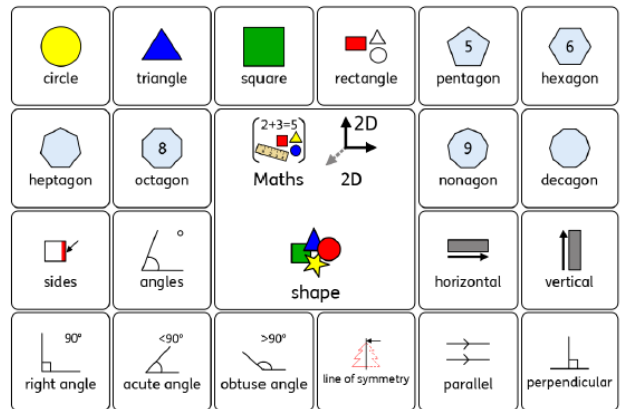 5
6
circle
triangle
square
rectangle
pentagon
hexagon
2+3=5
2D
8
9
heptagon
octagon
Maths
2D
nonagon
decagon
sides
angles
shape
horizontal
vertical
90°
<90°
>90°
right angle
acute angle
obtuse angle
line of symmetry
parallel
perpendicular